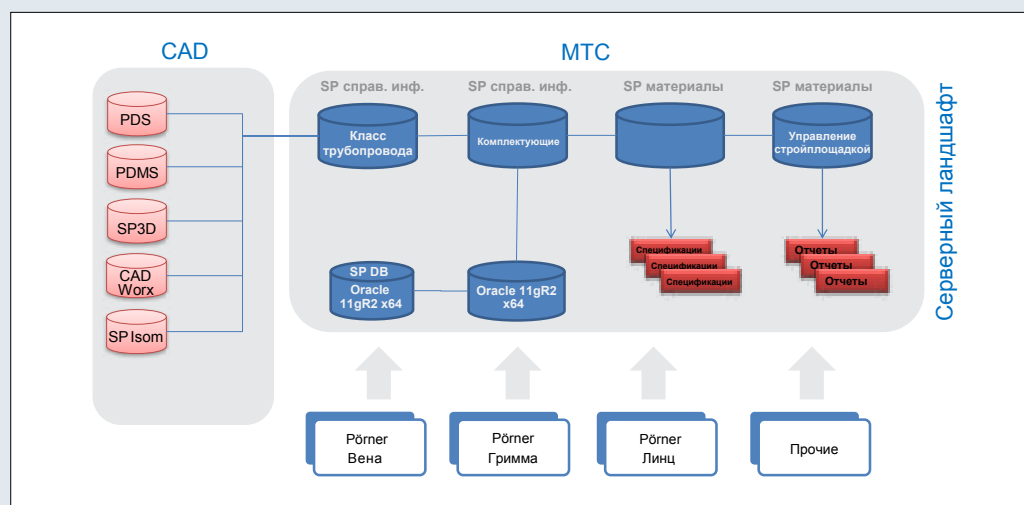 CAD
МТС
SP справ. инф.
SP справ. инф.
SP материалы
SP материалы
PDS
PDMS
SP3D
CAD
Worx
SP Isom
Класс
трубопровода
Комплектующие
Управление
стройплощадкой
Спецификации
Спецификации
Спецификации
Отчеты
Отчеты
Отчеты
SP DB
Oracle
11gR2 x64
Oracle 11gR2
x64
Серверный ландшафт
Pörner
Вена
Pörner
Гримма
Pörner
Линц
Прочие